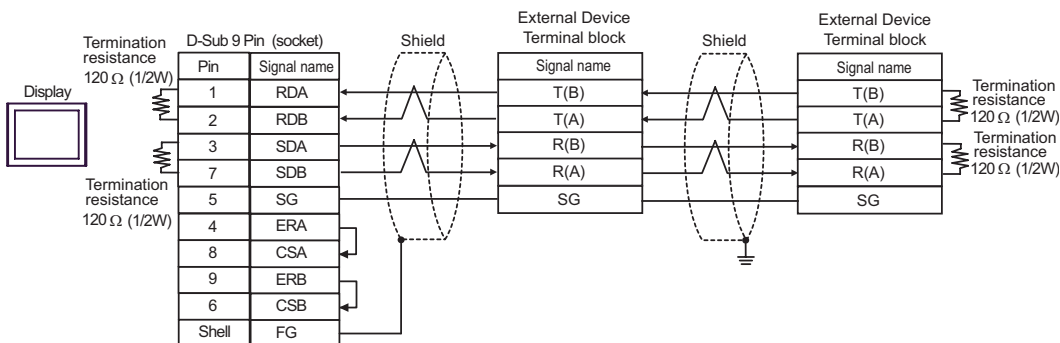 External Device
Terminal block
External Device
Terminal block
Termination
resistance
120 Ω (1/2W)
D-Sub 9 Pin (socket)
Shield
Shield
Pin
Signal name
Signal name
Signal name
Display
1
RDA
T(B)
T(B)
Termination
resistance
120 Ω (1/2W)
2
RDB
T(A)
T(A)
3
SDA
R(B)
R(B)
Termination
resistance
120 Ω (1/2W)
7
SDB
R(A)
R(A)
Termination
resistance
120 Ω (1/2W)
5
SG
SG
SG
4
ERA
8
CSA
9
ERB
6
CSB
Shell
FG